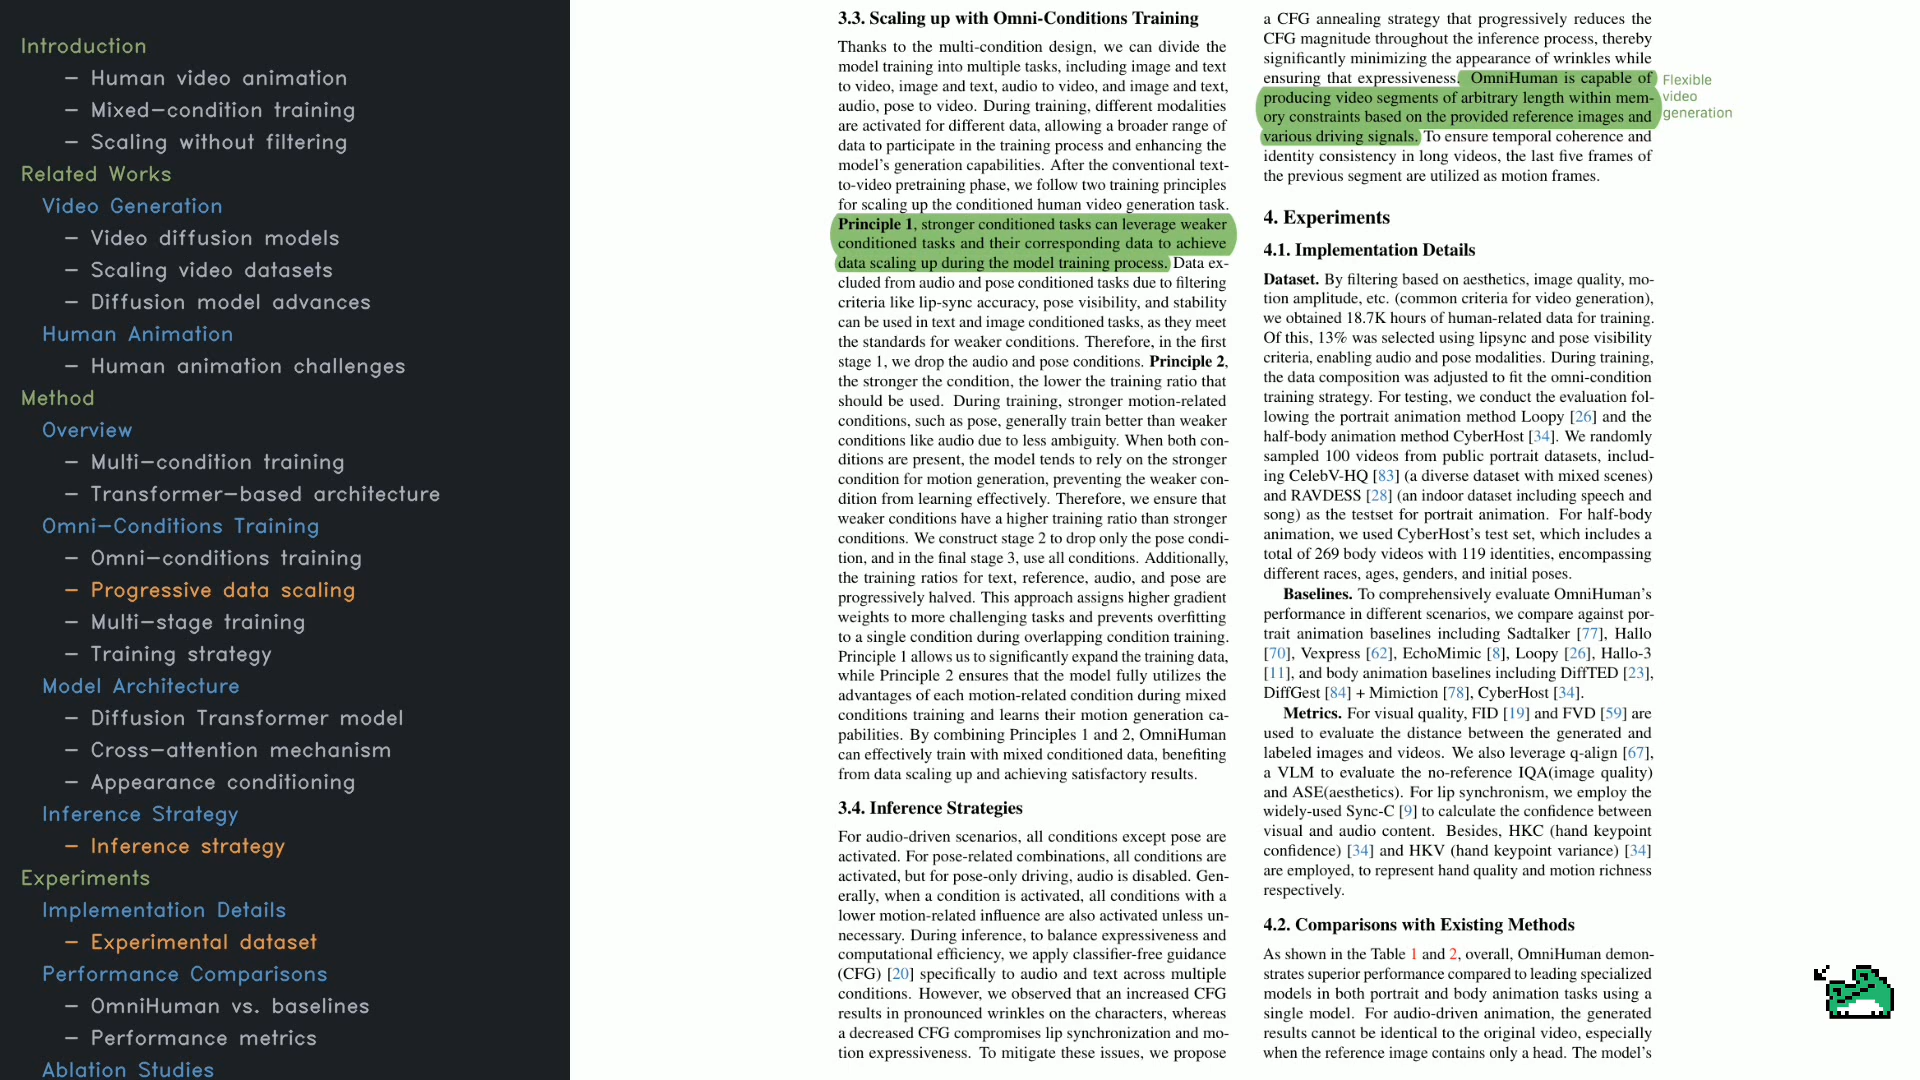 Introduction
– Human video animation
– Mixed-condition training
– Scaling without filtering
Related Works
Video Generation
– Video diffusion models
– Scaling video datasets
– Diffusion model advances
Human Animation
– Human animation challenges
Method
Overview
– Multi-condition training
– Transformer-based architecture
Omni-Conditions Training
– Omni-conditions training
– Progressive data scaling
– Multi-stage training
– Training strategy
Model Architecture
– Diffusion Transformer model
– Cross-attention mechanism
– Appearance conditioning
Inference Strategy
– Inference strategy
Experiments
Implementation Details
– Experimental dataset
Performance Comparisons
– OmniHuman vs. baselines
– Performance metrics
Ablation Studies
3.3. Scaling up with Omni-Conditions Training
Thanks to the multi-condition design, we can divide the
model training into multiple tasks, including image and text
to video, image and text, audio to video, and image and text,
audio, pose to video. During training, different modalities
are activated for different data, allowing a broader range of
data to participate in the training process and enhancing the
model's generation capabilities. After the conventional text-
to-video pretraining phase, we follow two training principles
for scaling up the conditioned human video generation task.
Principle 1, stronger conditioned tasks can leverage weaker
conditioned tasks and their corresponding data to achieve
data scaling up during the model training process. Data ex-
cluded from audio and pose conditioned tasks due to filtering
criteria like lip-sync accuracy, pose visibility, and stability
can be used in text and image conditioned tasks, as they meet
the standards for weaker conditions. Therefore, in the first
stage 1, we drop the audio and pose conditions. Principle 2,
the stronger the condition, the lower the training ratio that
should be used. During training, stronger motion-related
conditions, such as pose, generally train better than weaker
conditions like audio due to less ambiguity. When both con-
ditions are present, the model tends to rely on the stronger
condition for motion generation, preventing the weaker con-
dition from learning effectively. Therefore, we ensure that
weaker conditions have a higher training ratio than stronger
conditions. We construct stage 2 to drop only the pose condi-
tion, and in the final stage 3, use all conditions. Additionally,
the training ratios for text, reference, audio, and pose are
progressively halved. This approach assigns higher gradient
weights to more challenging tasks and prevents overfitting
to a single condition during overlapping condition training.
Principle 1 allows us to significantly expand the training data,
while Principle 2 ensures that the model fully utilizes the
advantages of each motion-related condition during mixed
conditions training and learns their motion generation ca-
pabilities. By combining Principles 1 and 2, OmniHuman
can effectively train with mixed conditioned data, benefiting
from data scaling up and achieving satisfactory results.
3.4. Inference Strategies
For audio-driven scenarios, all conditions except pose are
activated. For pose-related combinations, all conditions are
activated, but for pose-only driving, audio is disabled. Gen-
erally, when a condition is activated, all conditions with a
lower motion-related influence are also activated unless un-
necessary. During inference, to balance expressiveness and
computational efficiency, we apply classifier-free guidance
(CFG) [20] specifically to audio and text across multiple
conditions. However, we observed that an increased CFG
results in pronounced wrinkles on the characters, whereas
a decreased CFG compromises lip synchronization and mo-
tion expressiveness. To mitigate these issues, we propose
a CFG annealing strategy that progressively reduces the
CFG magnitude throughout the inference process, thereby
significantly minimizing the appearance of wrinkles while
ensuring that expressiveness. OmniHuman is capable of
producing video segments of arbitrary length within mem-
ory constraints based on the provided reference images and
various driving signals. To ensure temporal coherence and
identity consistency in long videos, the last five frames of
the previous segment are utilized as motion frames.
Flexible
video
generation
4. Experiments
4.1. Implementation Details
Dataset. By filtering based on aesthetics, image quality, mo-
tion amplitude, etc. (common criteria for video generation),
we obtained 18.7K hours of human-related data for training.
Of this, 13% was selected using lipsync and pose visibility
criteria, enabling audio and pose modalities. During training,
the data composition was adjusted to fit the omni-condition
training strategy. For testing, we conduct the evaluation fol-
lowing the portrait animation method Loopy [26] and the
half-body animation method CyberHost [34]. We randomly
sampled 100 videos from public portrait datasets, includ-
ing CelebV-HQ [83] (a diverse dataset with mixed scenes)
and RAVDESS [28] (an indoor dataset including speech and
song) as the testset for portrait animation. For half-body
animation, we used CyberHost's test set, which includes a
total of 269 body videos with 119 identities, encompassing
different races, ages, genders, and initial poses.
Baselines. To comprehensively evaluate OmniHuman's
performance in different scenarios, we compare against por-
trait animation baselines including Sadtalker [77], Hallo
[70], Vexpress [62], EchoMimic [8], Loopy [26], Hallo-3
[11], and body animation baselines including DiffTED [23],
DiffGest [84] + Mimiction [78], CyberHost [34].
Metrics. For visual quality, FID [19] and FVD [59] are
used to evaluate the distance between the generated and
labeled images and videos. We also leverage q-align [67],
a VLM to evaluate the no-reference IQA(image quality)
and ASE(aesthetics). For lip synchronism, we employ the
widely-used Sync-C [9] to calculate the confidence between
visual and audio content. Besides, HKC (hand keypoint
confidence) [34] and HKV (hand keypoint variance) [34]
are employed, to represent hand quality and motion richness
respectively.
4.2. Comparisons with Existing Methods
As shown in the Table 1 and 2, overall, OmniHuman demon-
strates superior performance compared to leading specialized
models in both portrait and body animation tasks using a
single model. For audio-driven animation, the generated
results cannot be identical to the original video, especially
when the reference image contains only a head. The model's